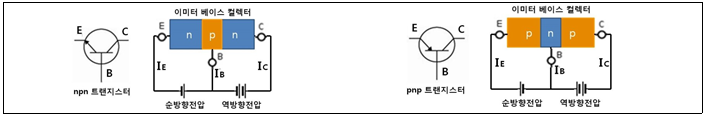 이미터 베이스 컬렉터
E C
B
npn 트랜지스터
E n p n C
B
IE IB IC
순방향전압 역방향전압
이미터 베이스 컬렉터
E C
B
pnp 트랜지스터
E p n p C
B
IE IB IC
순방향전압 역방향전압